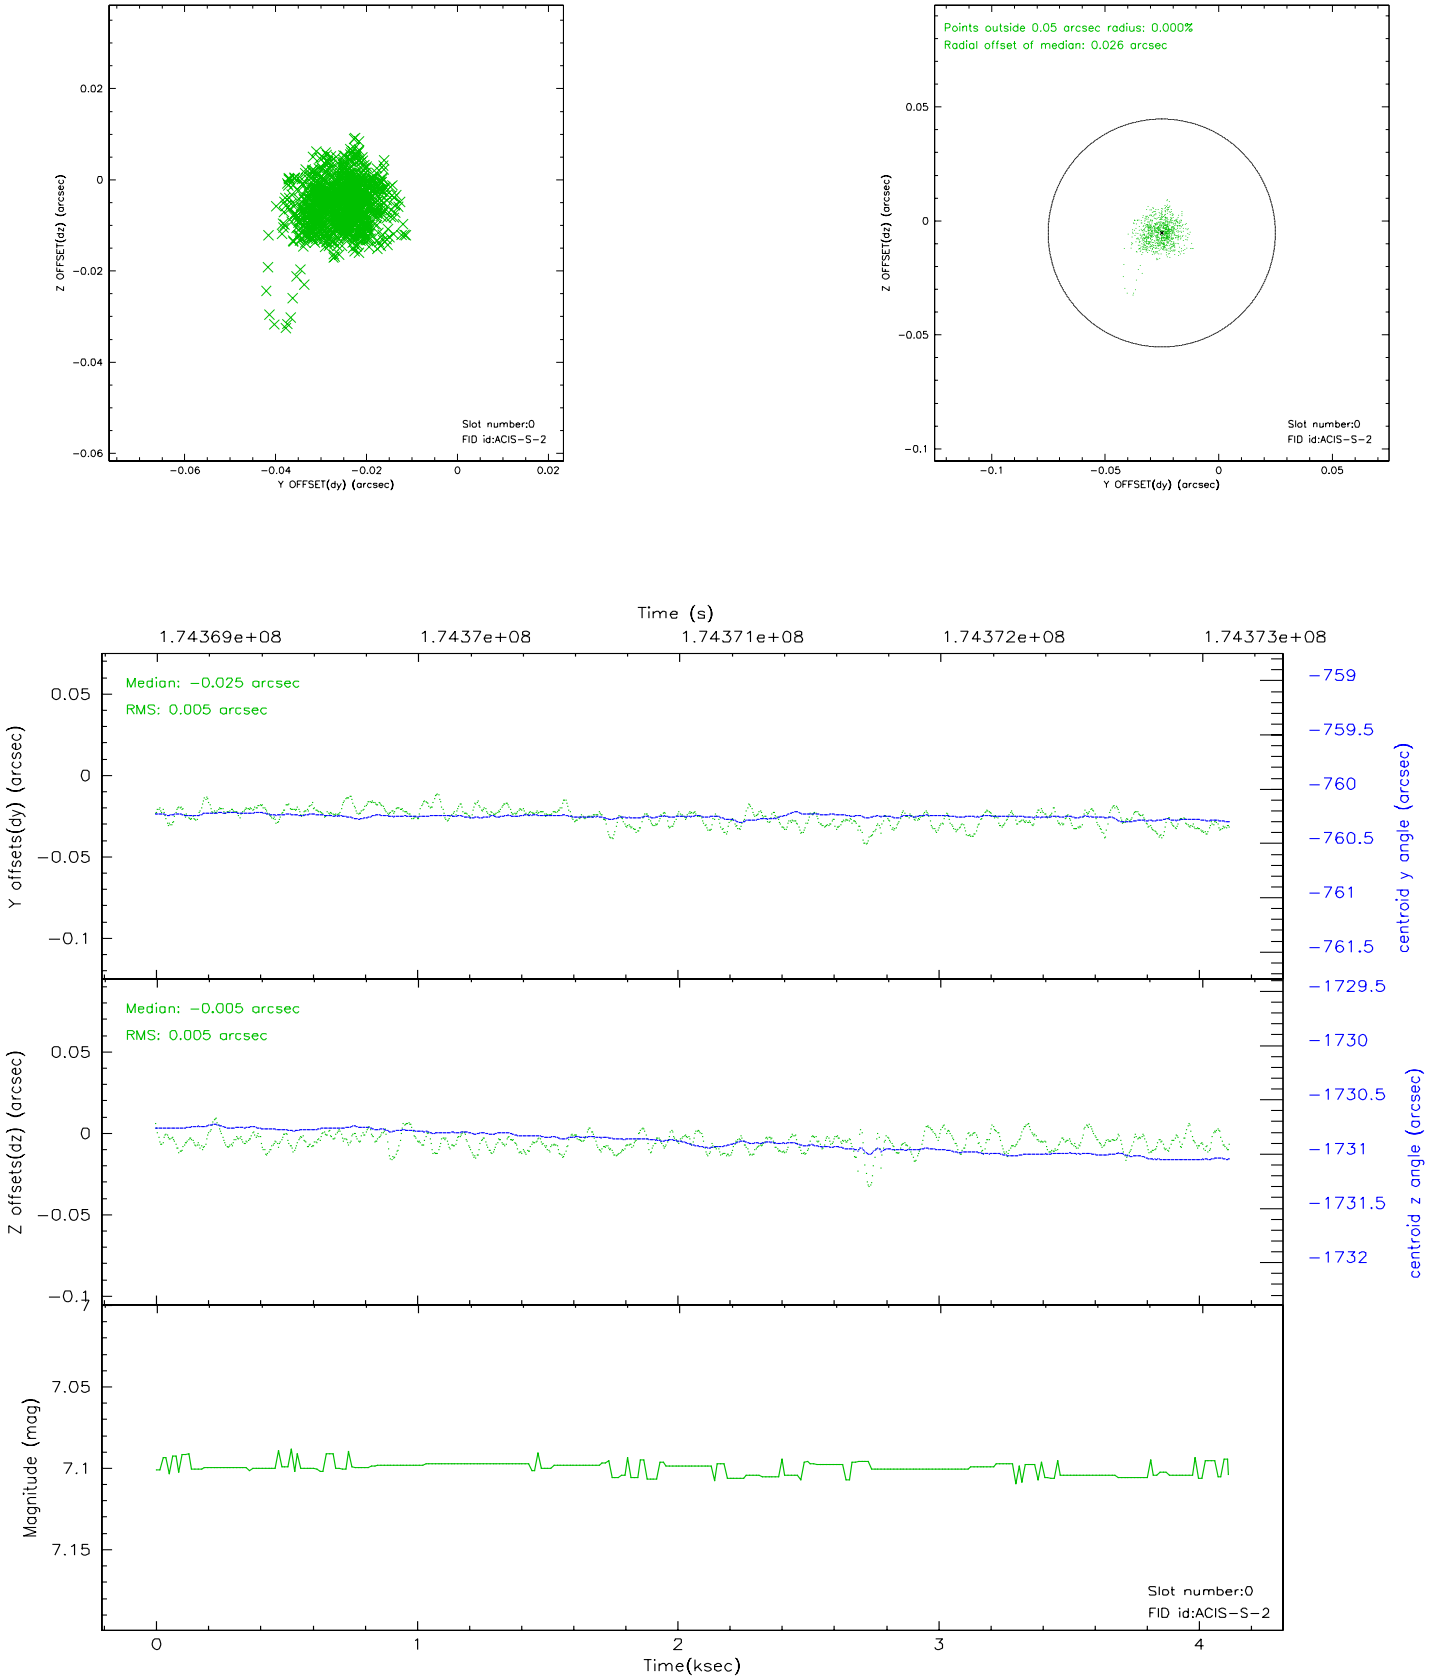 0.02
0
-0.02
-0.04
-0.06
Z OFFSET(dz) (arcsec)
Slot number:0
FID id:ACIS-S-2
-0.06 -0.04 -0.02 0 0.02
Y OFFSET(dy) (arcsec)
Points outside 0.05 arcsec radius: 0.000%
Radial offset of median: 0.026 arcsec
0.05
0
-0.05
-0.1
Z OFFSET(dz) (arcsec)
Slot number:0
FID id:ACIS-S-2
-0.1 -0.05 0 0.05
Y OFFSET(dy) (arcsec)
Time (s)
1.74369e+08 1.7437e+08 1.74371e+08 1.74372e+08 1.74373e+08
Median: -0.025 arcsec
RMS: 0.005 arcsec
0.05
0
-0.05
-0.1
Y offsets(dy) (arcsec)
-759
-759.5
-760
-760.5
-761
-761.5
centroid y angle (arcsec)
Median: -0.005 arcsec
RMS: 0.005 arcsec
0.05
0
-0.05
-0.1
Z offsets(dz) (arcsec)
-1729.5
-1730
-1730.5
-1731
-1731.5
-1732
centroid z angle (arcsec)
7
7.05
7.1
7.15
Magnitude (mag)
Slot number:0
FID id:ACIS-S-2
0 1 2 3 4
Time(ksec)